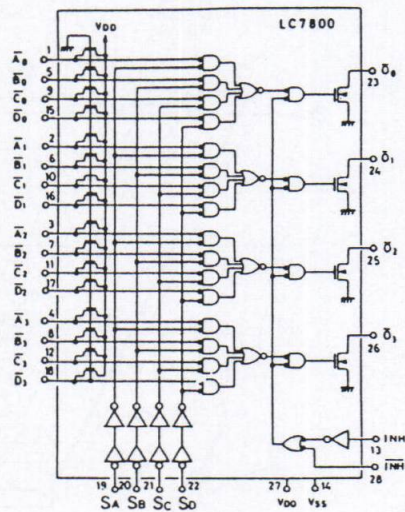 VDD
LC7800
Ā0 1
B̄0 5
C̄0 9
D̄0 15
Ā1 2
B̄1 6
C̄1 10
D̄1 16
Ā2 3
B̄2 7
C̄2 11
D̄2 17
Ā3 4
B̄3 8
C̄3 12
D̄3 18
Ō0
23
Ō1
24
Ō2
25
Ō3
26
INH
13
I̅N̅H̅
28
19 20 21 22
SA SB SC SD
27 14
VDD VSS